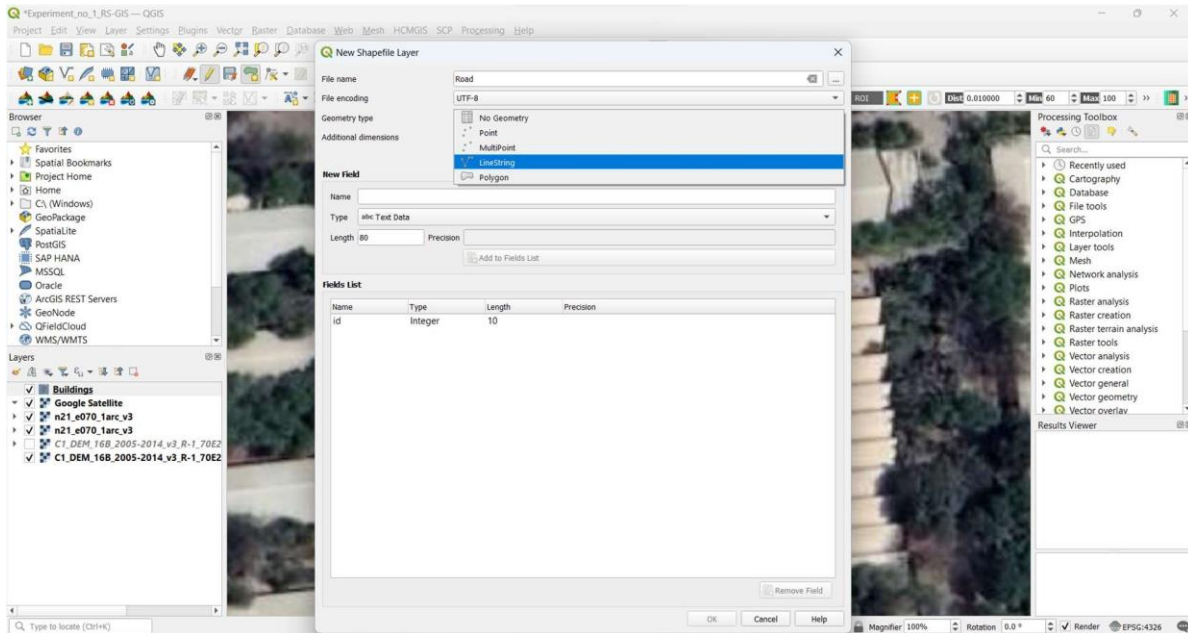 *Experiment_no_1_RS-GIS — QGIS
Project Edit View Layer Settings Plugins Vector Raster Database Web Mesh HCMGIS SCP Processing Help
New Shapefile Layer
File name Road ...
File encoding UTF-8
Geometry type
No Geometry
Point
MultiPoint
LineString
Polygon
Additional dimensions
New Field
Name
Type abc Text Data
Length 80 Precision
Add to Fields List
Fields List
Name Type Length Precision
id Integer 10
Remove Field
OK Cancel Help
ROI Dist 0.010000 Min 60 Max 100 »
Browser
Favorites
Spatial Bookmarks
Project Home
Home
C:\ (Windows)
GeoPackage
SpatiaLite
PostGIS
SAP HANA
MSSQL
Oracle
ArcGIS REST Servers
GeoNode
QFieldCloud
WMS/WMTS
Layers
Buildings
Google Satellite
n21_e070_1arc_v3
n21_e070_1arc_v3
C1_DEM_16B_2005-2014_v3_R-1_70E2
C1_DEM_16B_2005-2014_v3_R-1_70E2
Processing Toolbox
Search...
Recently used
Cartography
Database
File tools
GPS
Interpolation
Layer tools
Mesh
Network analysis
Plots
Raster analysis
Raster creation
Raster terrain analysis
Raster tools
Vector analysis
Vector creation
Vector general
Vector geometry
Vector overlay
Results Viewer
Type to locate (Ctrl+K)
Magnifier 100% Rotation 0.0 ° Render EPSG:4326